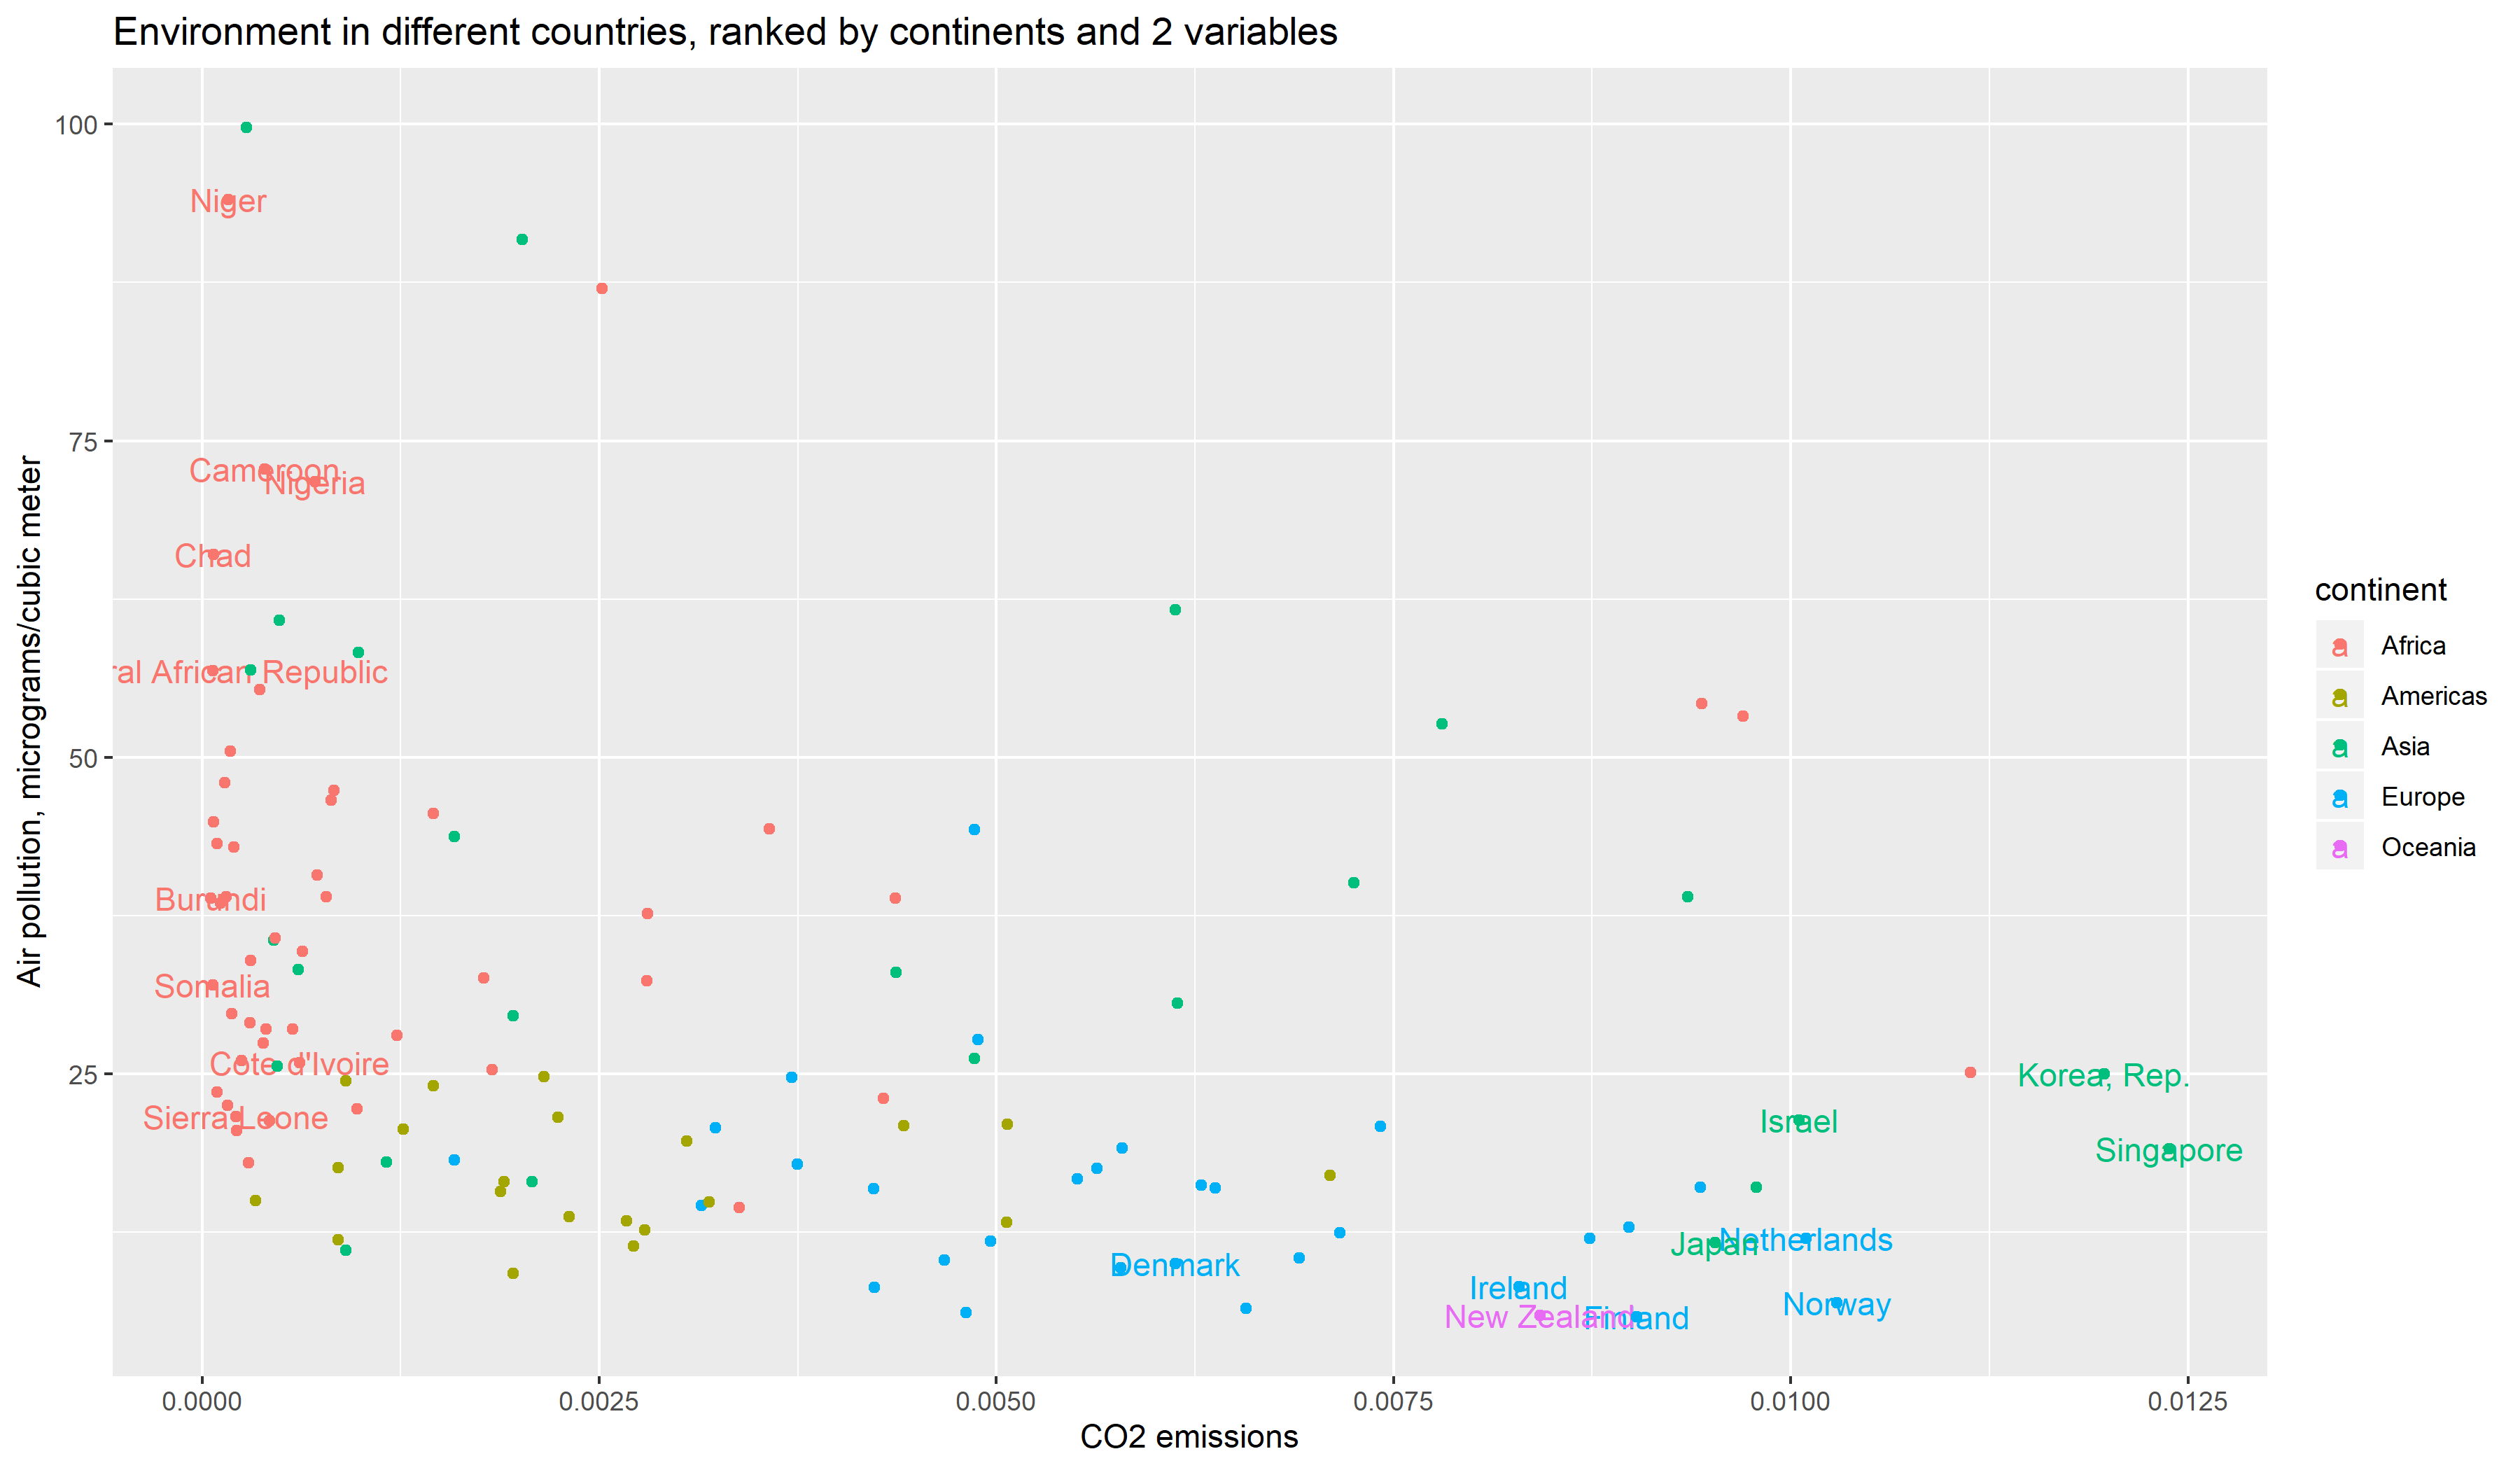 Environment in different countries, ranked by continents and 2 variables
Air pollution, micrograms/cubic meter
100
75
50
25
Niger
Cameroon
Nigeria
Chad
ral African Republic
Burundi
Somalia
Cote d'Ivoire
Sierra Leone
Korea, Rep.
Israel
Singapore
Netherlands
Japan
Denmark
Ireland
Norway
New Zealand
Finland
0.0000
0.0025
0.0050
0.0075
0.0100
0.0125
CO2 emissions
continent
a Africa
a Americas
a Asia
a Europe
a Oceania